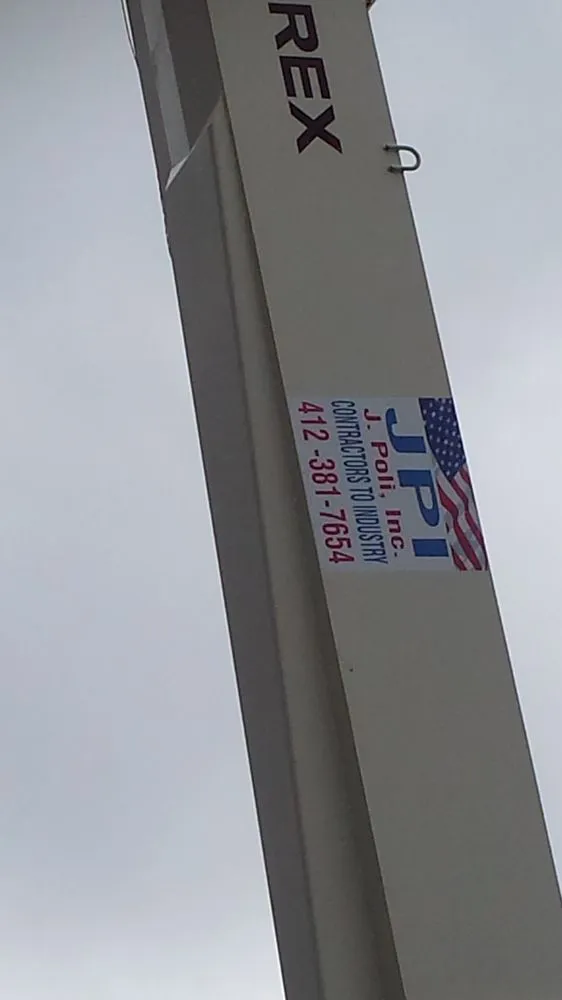 REX
JPI
J. Poli, Inc.
CONTRACTORS TO INDUSTRY
412-381-7654